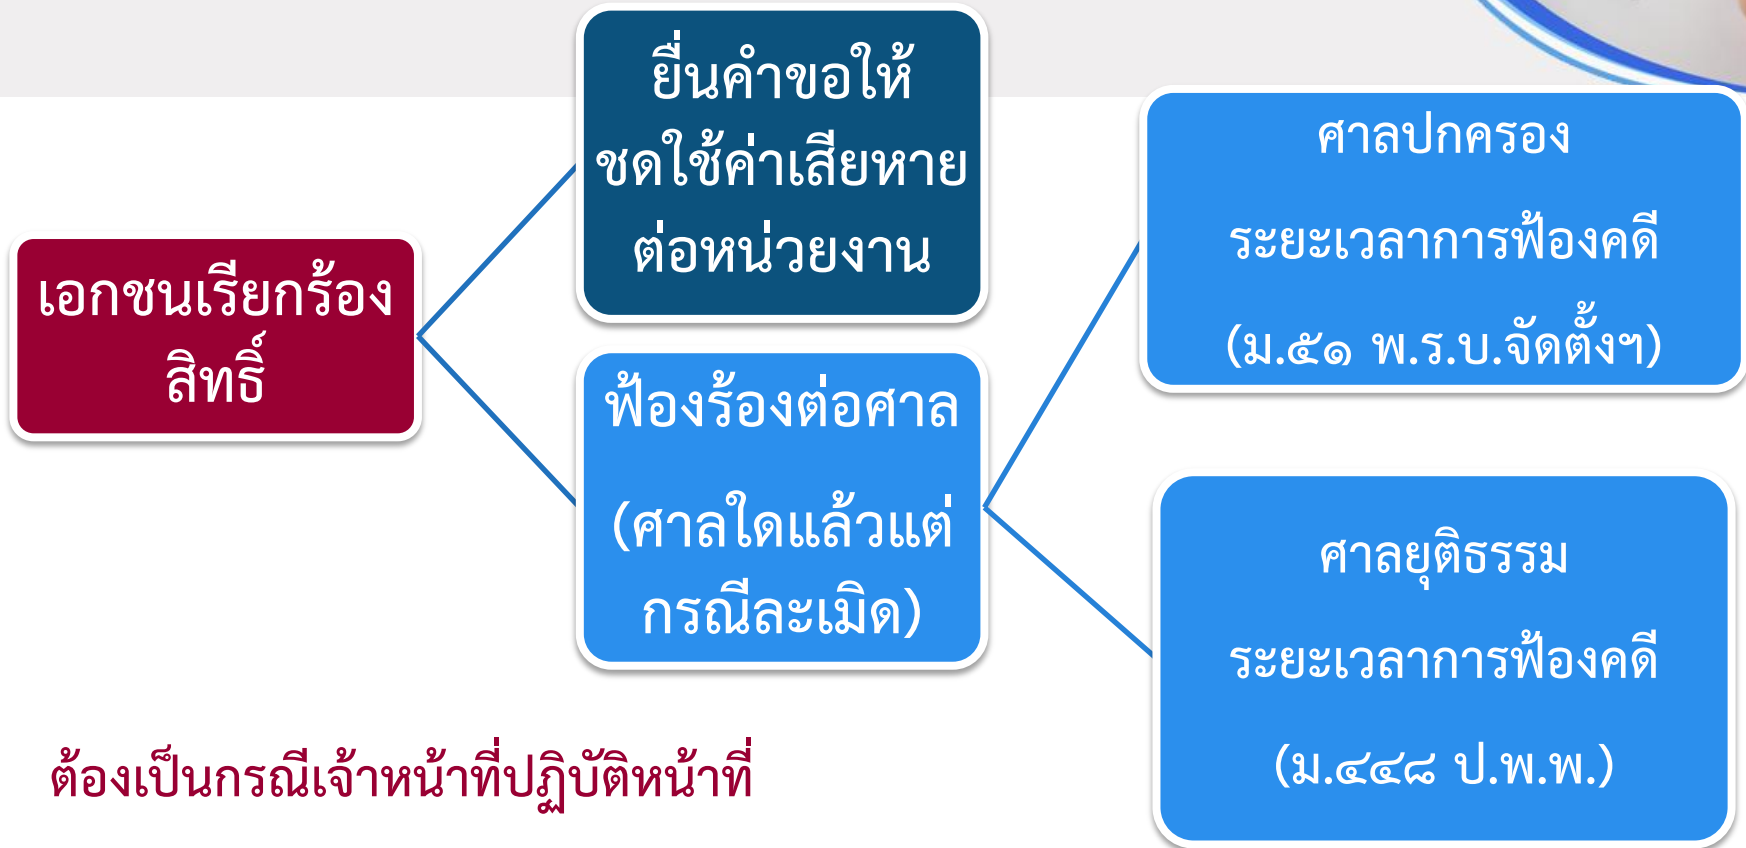 เอกชนเรียกร้อง
สิทธิ์
ยื่นคำขอให้
ชดใช้ค่าเสียหาย
ต่อหน่วยงาน
ฟ้องร้องต่อศาล
(ศาลใดแล้วแต่
กรณีละเมิด)
ศาลปกครอง
ระยะเวลาการฟ้องคดี
(ม.๕๑ พ.ร.บ.จัดตั้งฯ)
ศาลยุติธรรม
ระยะเวลาการฟ้องคดี
(ม.๔๔๘ ป.พ.พ.)
ต้องเป็นกรณีเจ้าหน้าที่ปฏิบัติหน้าที่